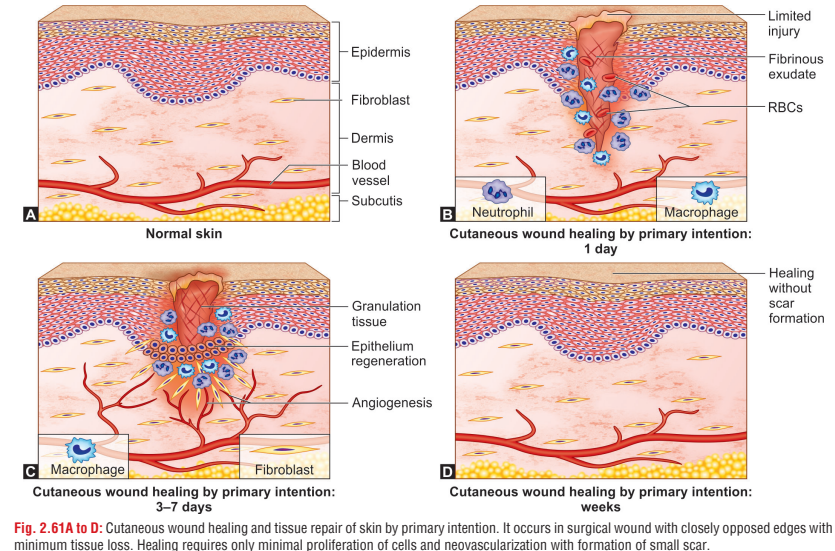 Epidermis
Fibroblast
Dermis
Blood
vessel
Subcutis
A
Normal skin
Limited
injury
Fibrinous
exudate
RBCs
B
Neutrophil
Macrophage
Cutaneous wound healing by primary intention:
1 day
Granulation
tissue
Epithelium
regeneration
Angiogenesis
C
Macrophage
Fibroblast
Cutaneous wound healing by primary intention:
3–7 days
Healing
without
scar
formation
D
Cutaneous wound healing by primary intention:
weeks
Fig. 2.61A to D: Cutaneous wound healing and tissue repair of skin by primary intention. It occurs in surgical wound with closely opposed edges with
minimum tissue loss. Healing requires only minimal proliferation of cells and neovascularization with formation of small scar.